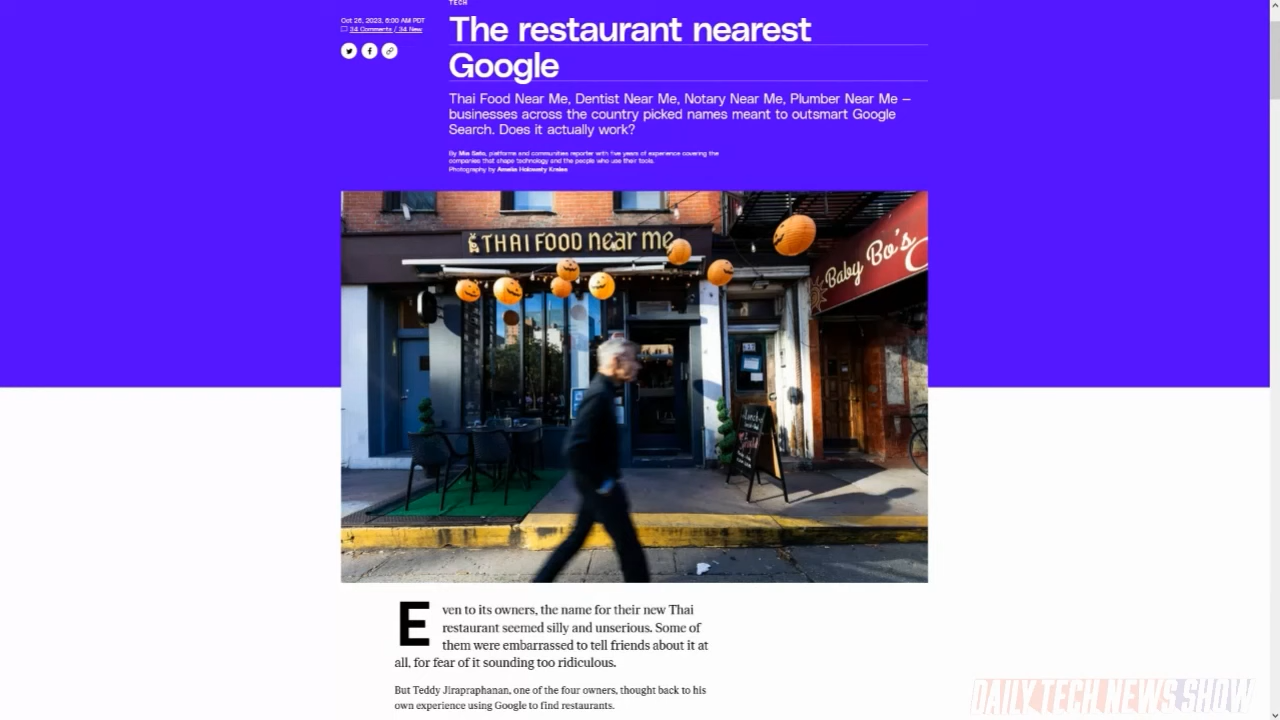 TECH
Oct 26, 2023, 6:00 AM PDT
34 Comments / 34 New
The restaurant nearest
Google
Thai Food Near Me, Dentist Near Me, Notary Near Me, Plumber Near Me —
businesses across the country picked names meant to outsmart Google
Search. Does it actually work?
By Mia Sato, platforms and communities reporter with five years of experience covering the
companies that shape technology and the people who use their tools.
Photography by Amelia Holowaty Krales
THAI FOOD near me
Baby Bo's
Even to its owners, the name for their new Thai
restaurant seemed silly and unserious. Some of
them were embarrassed to tell friends about it at
all, for fear of it sounding too ridiculous.
But Teddy Jirapraphanan, one of the four owners, thought back to his
own experience using Google to find restaurants.
DAILY TECH NEWS SHOW